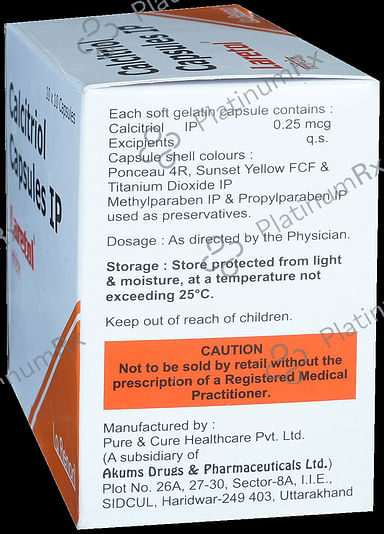 Calcitriol
Capsules IP
10 x 10 Capsules
Calcitriol
Capsules IP
Each soft gelatin capsule contains :
Calcitriol IP 0.25 mcg
Excipients q.s.
Capsule shell colours :
Ponceau 4R, Sunset Yellow FCF &
Titanium Dioxide IP
Methylparaben IP & Propylparaben IP
used as preservatives.
Dosage : As directed by the Physician.
Storage : Store protected from light
& moisture, at a temperature not
exceeding 25°C.
Keep out of reach of children.
CAUTION
Not to be sold by retail without the
prescription of a Registered Medical
Practitioner.
Manufactured by :
Pure & Cure Healthcare Pvt. Ltd.
(A subsidiary of
Akums Drugs & Pharmaceuticals Ltd.)
Plot No. 26A, 27-30, Sector-8A, I.I.E.,
SIDCUL, Haridwar-249 403, Uttarakhand
PlatinumRx